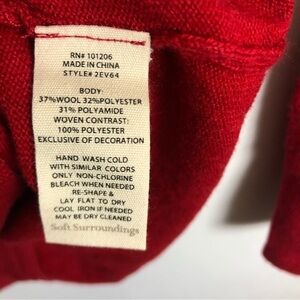 RN# 101206
MADE IN CHINA
STYLE# 2EV64
BODY:
37%WOOL 32%POLYESTER
31% POLYAMIDE
WOVEN CONTRAST:
100% POLYESTER
EXCLUSIVE OF DECORATION
HAND WASH COLD
WITH SIMILAR COLORS
ONLY NON-CHLORINE
BLEACH WHEN NEEDED
RE-SHAPE &
LAY FLAT TO DRY
COOL IRON IF NEEDED
MAY BE DRY CLEANED
Soft Surroundings